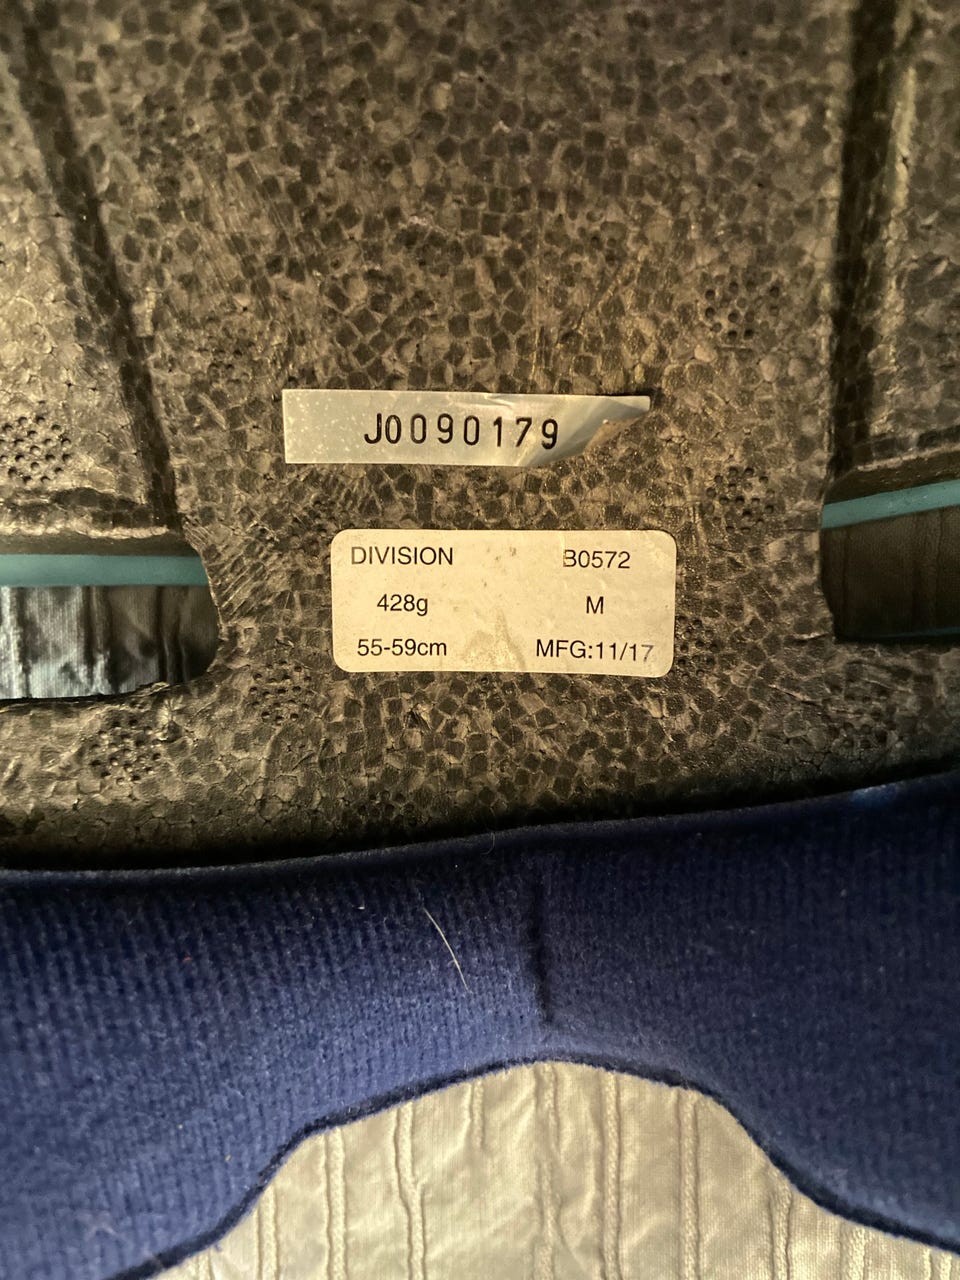 J0090179
DIVISION B0572
428g M
55-59cm MFG:11/17